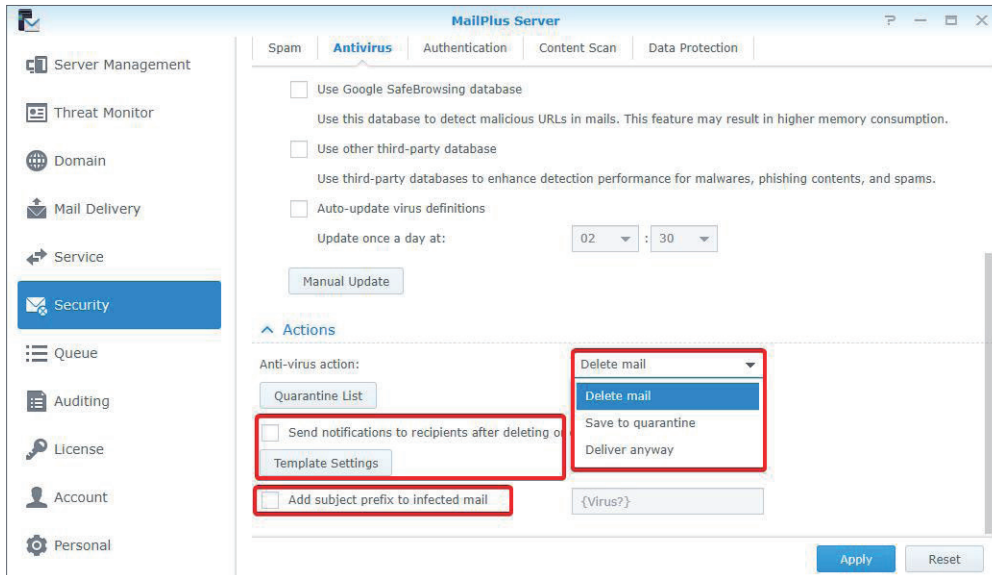 MailPlus Server
Spam Antivirus Authentication Content Scan Data Protection
Server Management
Threat Monitor
Domain
Mail Delivery
Service
Security
Queue
Auditing
License
Account
Personal
Use Google SafeBrowsing database
Use this database to detect malicious URLs in mails. This feature may result in higher memory consumption.
Use other third-party database
Use third-party databases to enhance detection performance for malwares, phishing contents, and spams.
Auto-update virus definitions
Update once a day at: 02 : 30
Manual Update
Actions
Anti-virus action: Delete mail
Delete mail
Save to quarantine
Deliver anyway
Quarantine List
Send notifications to recipients after deleting
Template Settings
Add subject prefix to infected mail {Virus?}
Apply Reset